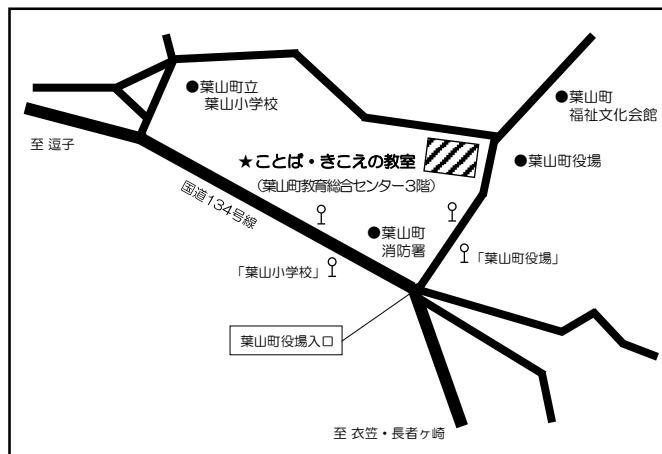 ●葉山町立
葉山小学校
●葉山町
福祉文化会館
至 逗子
★ことば・きこえの教室
(葉山町教育総合センター3階)
●葉山町役場
国道134号線
●葉山町
消防署
「葉山小学校」
「葉山町役場」
葉山町役場入口
至 衣笠・長者ヶ崎